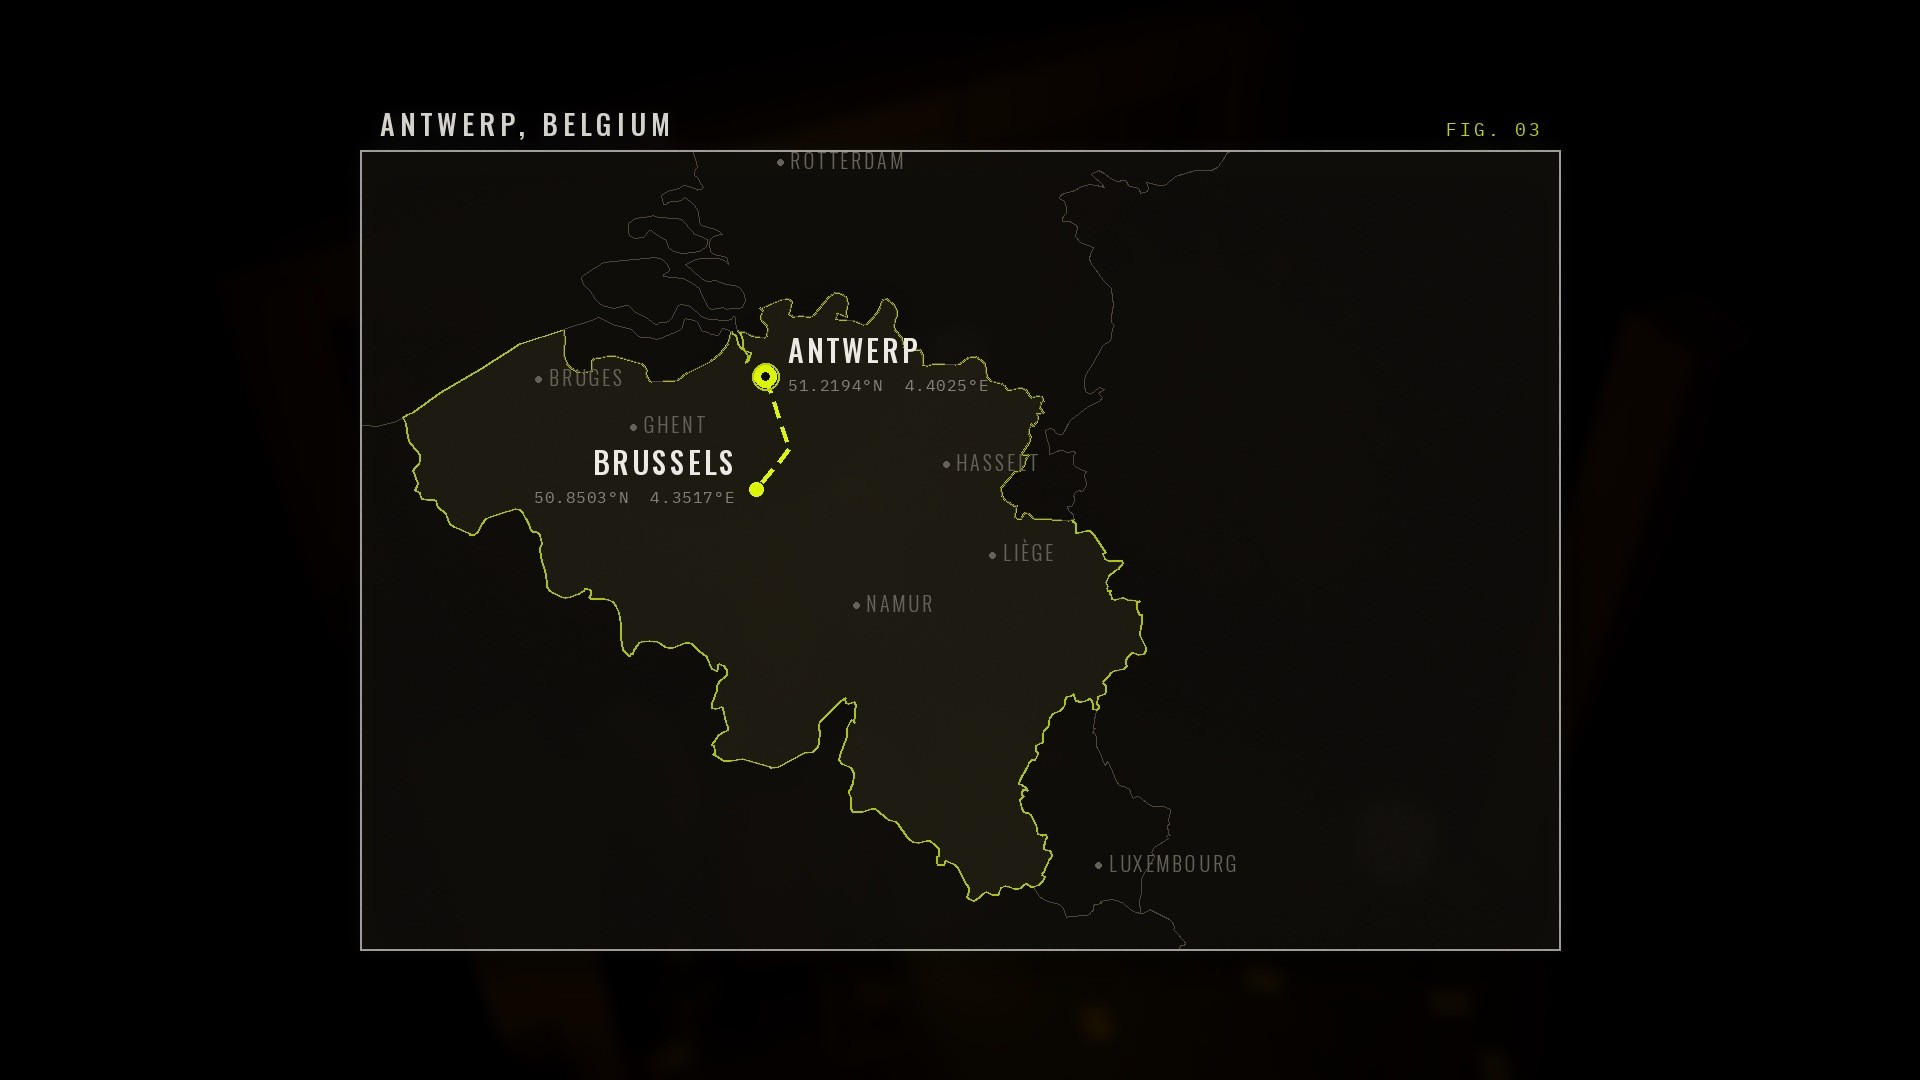 ANTWERP, BELGIUM
FIG. 03
ROTTERDAM
ANTWERP
51.2194°N 4.4025°E
BRUGES
GHENT
BRUSSELS
50.8503°N 4.3517°E
HASSELT
LIÈGE
NAMUR
LUXEMBOURG